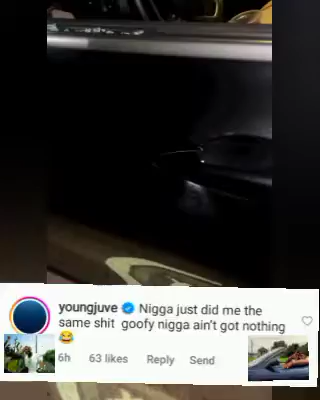 youngjuve Nigga just did me the
same shit goofy nigga ain't got nothing
😂
6h 63 likes Reply Send